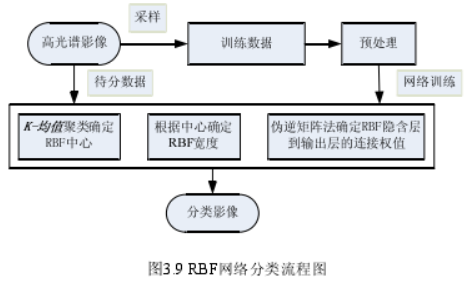 采样
高光谱影像
训练数据
预处理
待分数据
网络训练
K-均值聚类确定
RBF中心
根据中心确定
RBF宽度
伪逆矩阵法确定RBF隐含层
到输出层的连接权值
分类影像
图3.9 RBF网络分类流程图